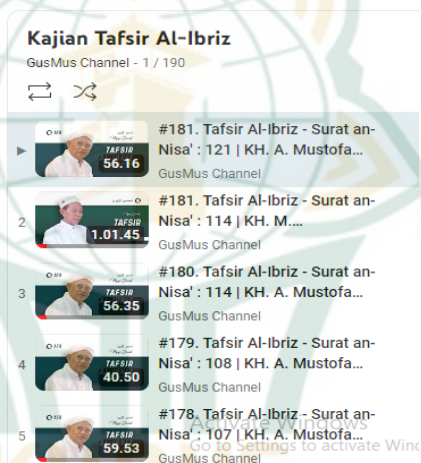 Kajian Tafsir Al-Ibriz
GusMus Channel - 1 / 190
#181. Tafsir Al-Ibriz - Surat an-
Nisa' : 121 | KH. A. Mustofa...
GusMus Channel
TAFSIR
56.16
2
#181. Tafsir Al-Ibriz - Surat an-
Nisa' : 114 | KH. M....
GusMus Channel
TAFSIR
1.01.45
3
#180. Tafsir Al-Ibriz - Surat an-
Nisa' : 114 | KH. A. Mustofa...
GusMus Channel
TAFSIR
56.35
4
#179. Tafsir Al-Ibriz - Surat an-
Nisa' : 108 | KH. A. Mustofa...
GusMus Channel
TAFSIR
40.50
5
#178. Tafsir Al-Ibriz - Surat an-
Nisa' : 107 | KH. A. Mustofa...
GusMus Channel
TAFSIR
59.53
Activate Windows
Go to Settings to activate Winc